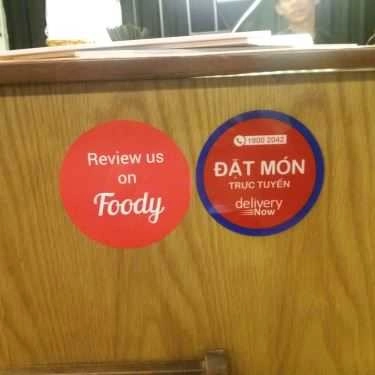 Review us
on
Foody
1900 2042
ĐẶT MÓN
TRỰC TUYẾN
delivery
Now